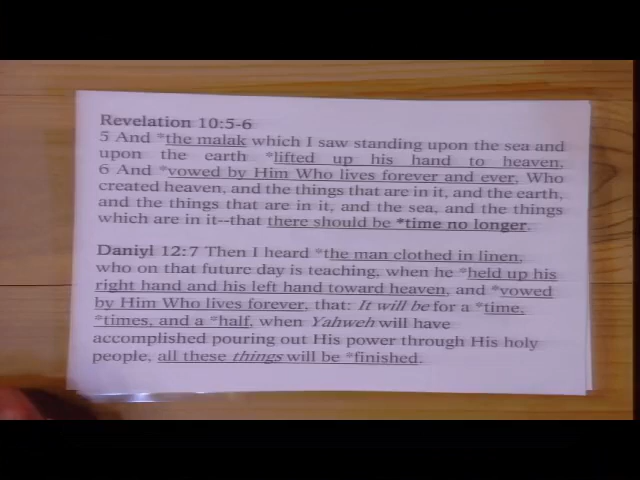 Revelation 10:5-6
5 And *the malak which I saw standing upon the sea and
upon the earth *lifted up his hand to heaven,
6 And *vowed by Him Who lives forever and ever, Who
created heaven, and the things that are in it, and the earth,
and the things that are in it, and the sea, and the things
which are in it--that there should be *time no longer.
Daniyl 12:7 Then I heard *the man clothed in linen,
who on that future day is teaching, when he *held up his
right hand and his left hand toward heaven, and *vowed
by Him Who lives forever, that: It will be for a *time,
*times, and a *half, when Yahweh will have
accomplished pouring out His power through His holy
people, all these things will be *finished.